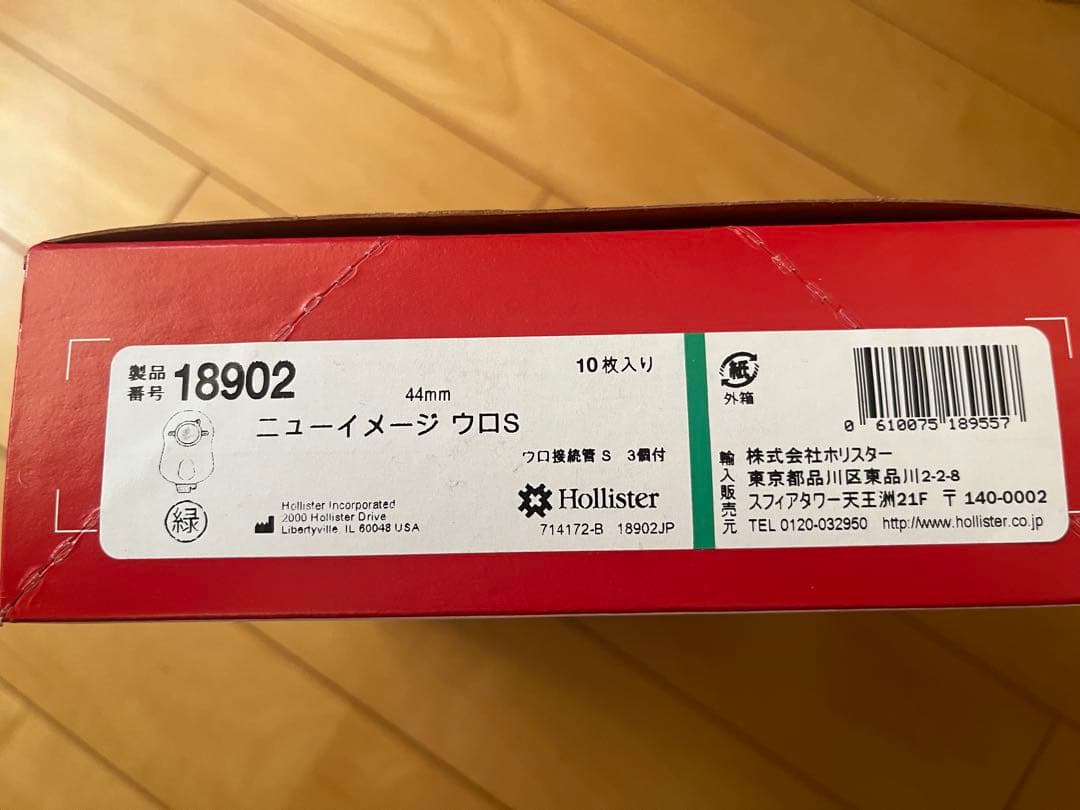 製品番号 18902
10枚入り
44mm
ニューイメージ ウロS
ウロ接続管 S 3個付
緑
Hollister Incorporated
2000 Hollister Drive
Libertyville, IL 60048 USA
Hollister
714172-B 18902JP
紙
外箱
0 610075 189557
輸入販売元
株式会社ホリスター
東京都品川区東品川2-2-8
スフィアタワー天王洲21F 〒140-0002
TEL 0120-032950 http://www.hollister.co.jp